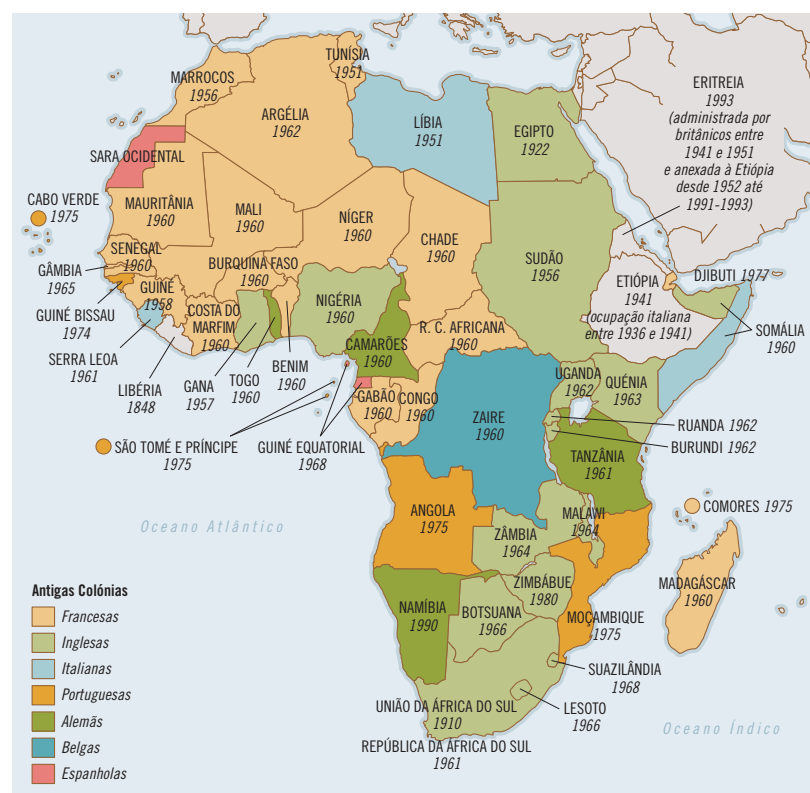 TUNÍSIA
1951
MARROCOS
1956
ARGÉLIA
1962
LÍBIA
1951
EGIPTO
1922
ERITREIA
1993
(administrada por
britânicos entre
1941 e 1951
e anexada à Etiópia
desde 1952 até
1991-1993)
SARA OCIDENTAL
CABO VERDE
1975
MAURITÂNIA
1960
MALI
1960
NÍGER
1960
CHADE
1960
SUDÃO
1956
SENEGAL
1960
GÂMBIA
1965
GUINÉ
1958
GUINÉ BISSAU
1974
BURQUINA FASO
1960
COSTA DO
MARFIM
1960
NIGÉRIA
1960
ETIÓPIA
1941
(ocupação italiana
entre 1936 e 1941)
DJIBUTI 1977
SOMÁLIA
1960
SERRA LEOA
1961
LIBÉRIA
1848
GANA
1957
TOGO
1960
BENIM
1960
CAMARÕES
1960
R. C. AFRICANA
1960
UGANDA
1962
QUÉNIA
1963
SÃO TOMÉ E PRÍNCIPE
1975
GUINÉ EQUATORIAL
1968
GABÃO
1960
CONGO
1960
ZAIRE
1960
RUANDA 1962
BURUNDI 1962
TANZÂNIA
1961
COMORES 1975
Oceano Atlântico
ANGOLA
1975
ZÂMBIA
1964
MALAWI
1964
MADAGÁSCAR
1960
NAMÍBIA
1990
BOTSUANA
1966
ZIMBÁBUE
1980
MOÇAMBIQUE
1975
SUAZILÂNDIA
1968
LESOTO
1966
UNIÃO DA ÁFRICA DO SUL
1910
REPÚBLICA DA ÁFRICA DO SUL
1961
Oceano Índico
Antigas Colónias
Francesas
Inglesas
Italianas
Portuguesas
Alemãs
Belgas
Espanholas